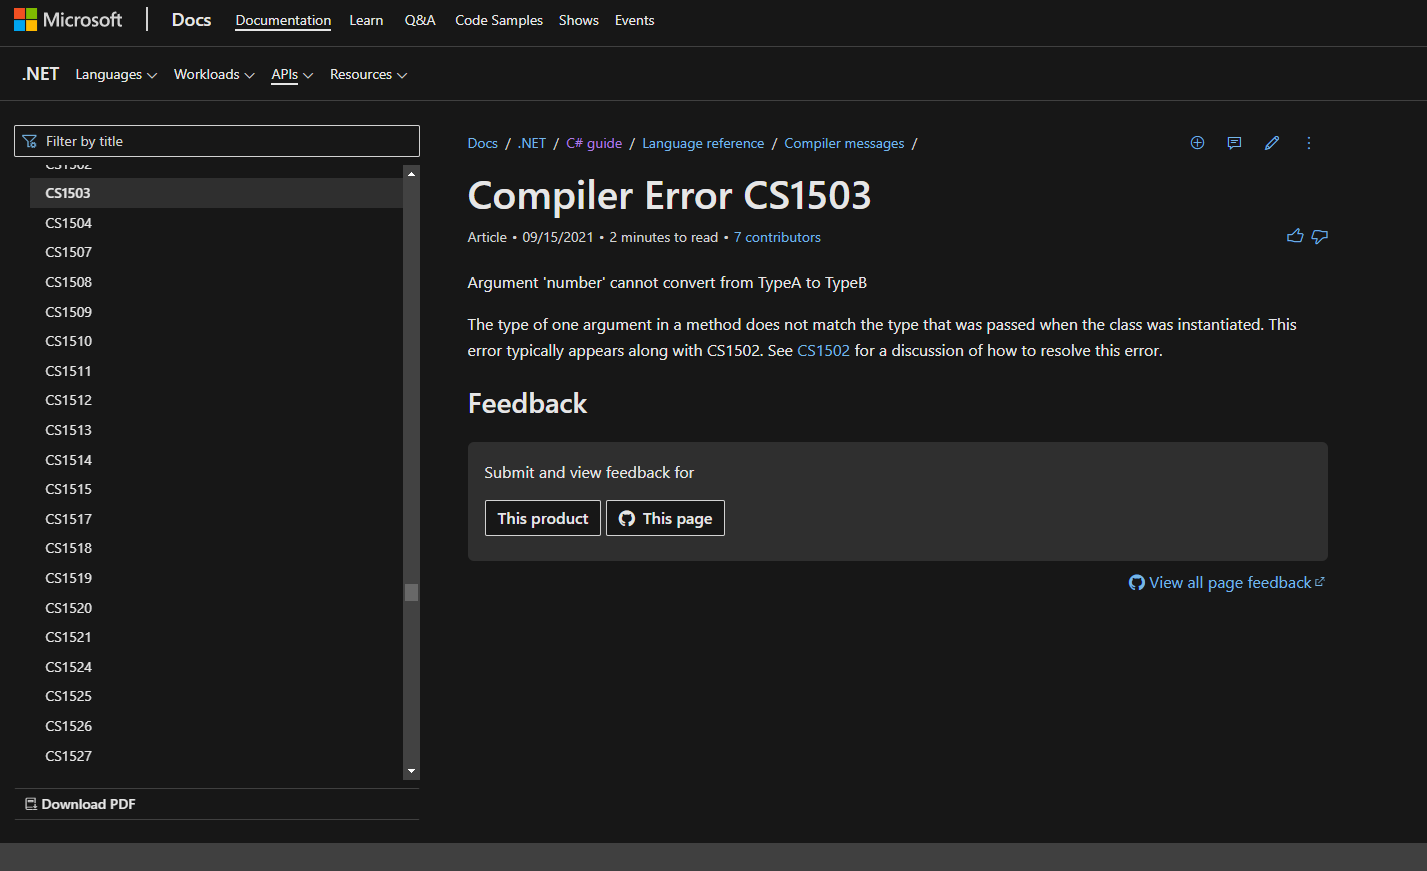 Microsoft
Docs
Documentation
Learn
Q&A
Code Samples
Shows
Events
.NET
Languages
Workloads
APIs
Resources
Filter by title
CS1502
CS1503
CS1504
CS1507
CS1508
CS1509
CS1510
CS1511
CS1512
CS1513
CS1514
CS1515
CS1517
CS1518
CS1519
CS1520
CS1521
CS1524
CS1525
CS1526
CS1527
Download PDF
Docs / .NET / C# guide / Language reference / Compiler messages /
Compiler Error CS1503
Article • 09/15/2021 • 2 minutes to read • 7 contributors
Argument 'number' cannot convert from TypeA to TypeB
The type of one argument in a method does not match the type that was passed when the class was instantiated. This
error typically appears along with CS1502. See CS1502 for a discussion of how to resolve this error.
Feedback
Submit and view feedback for
This product
This page
View all page feedback